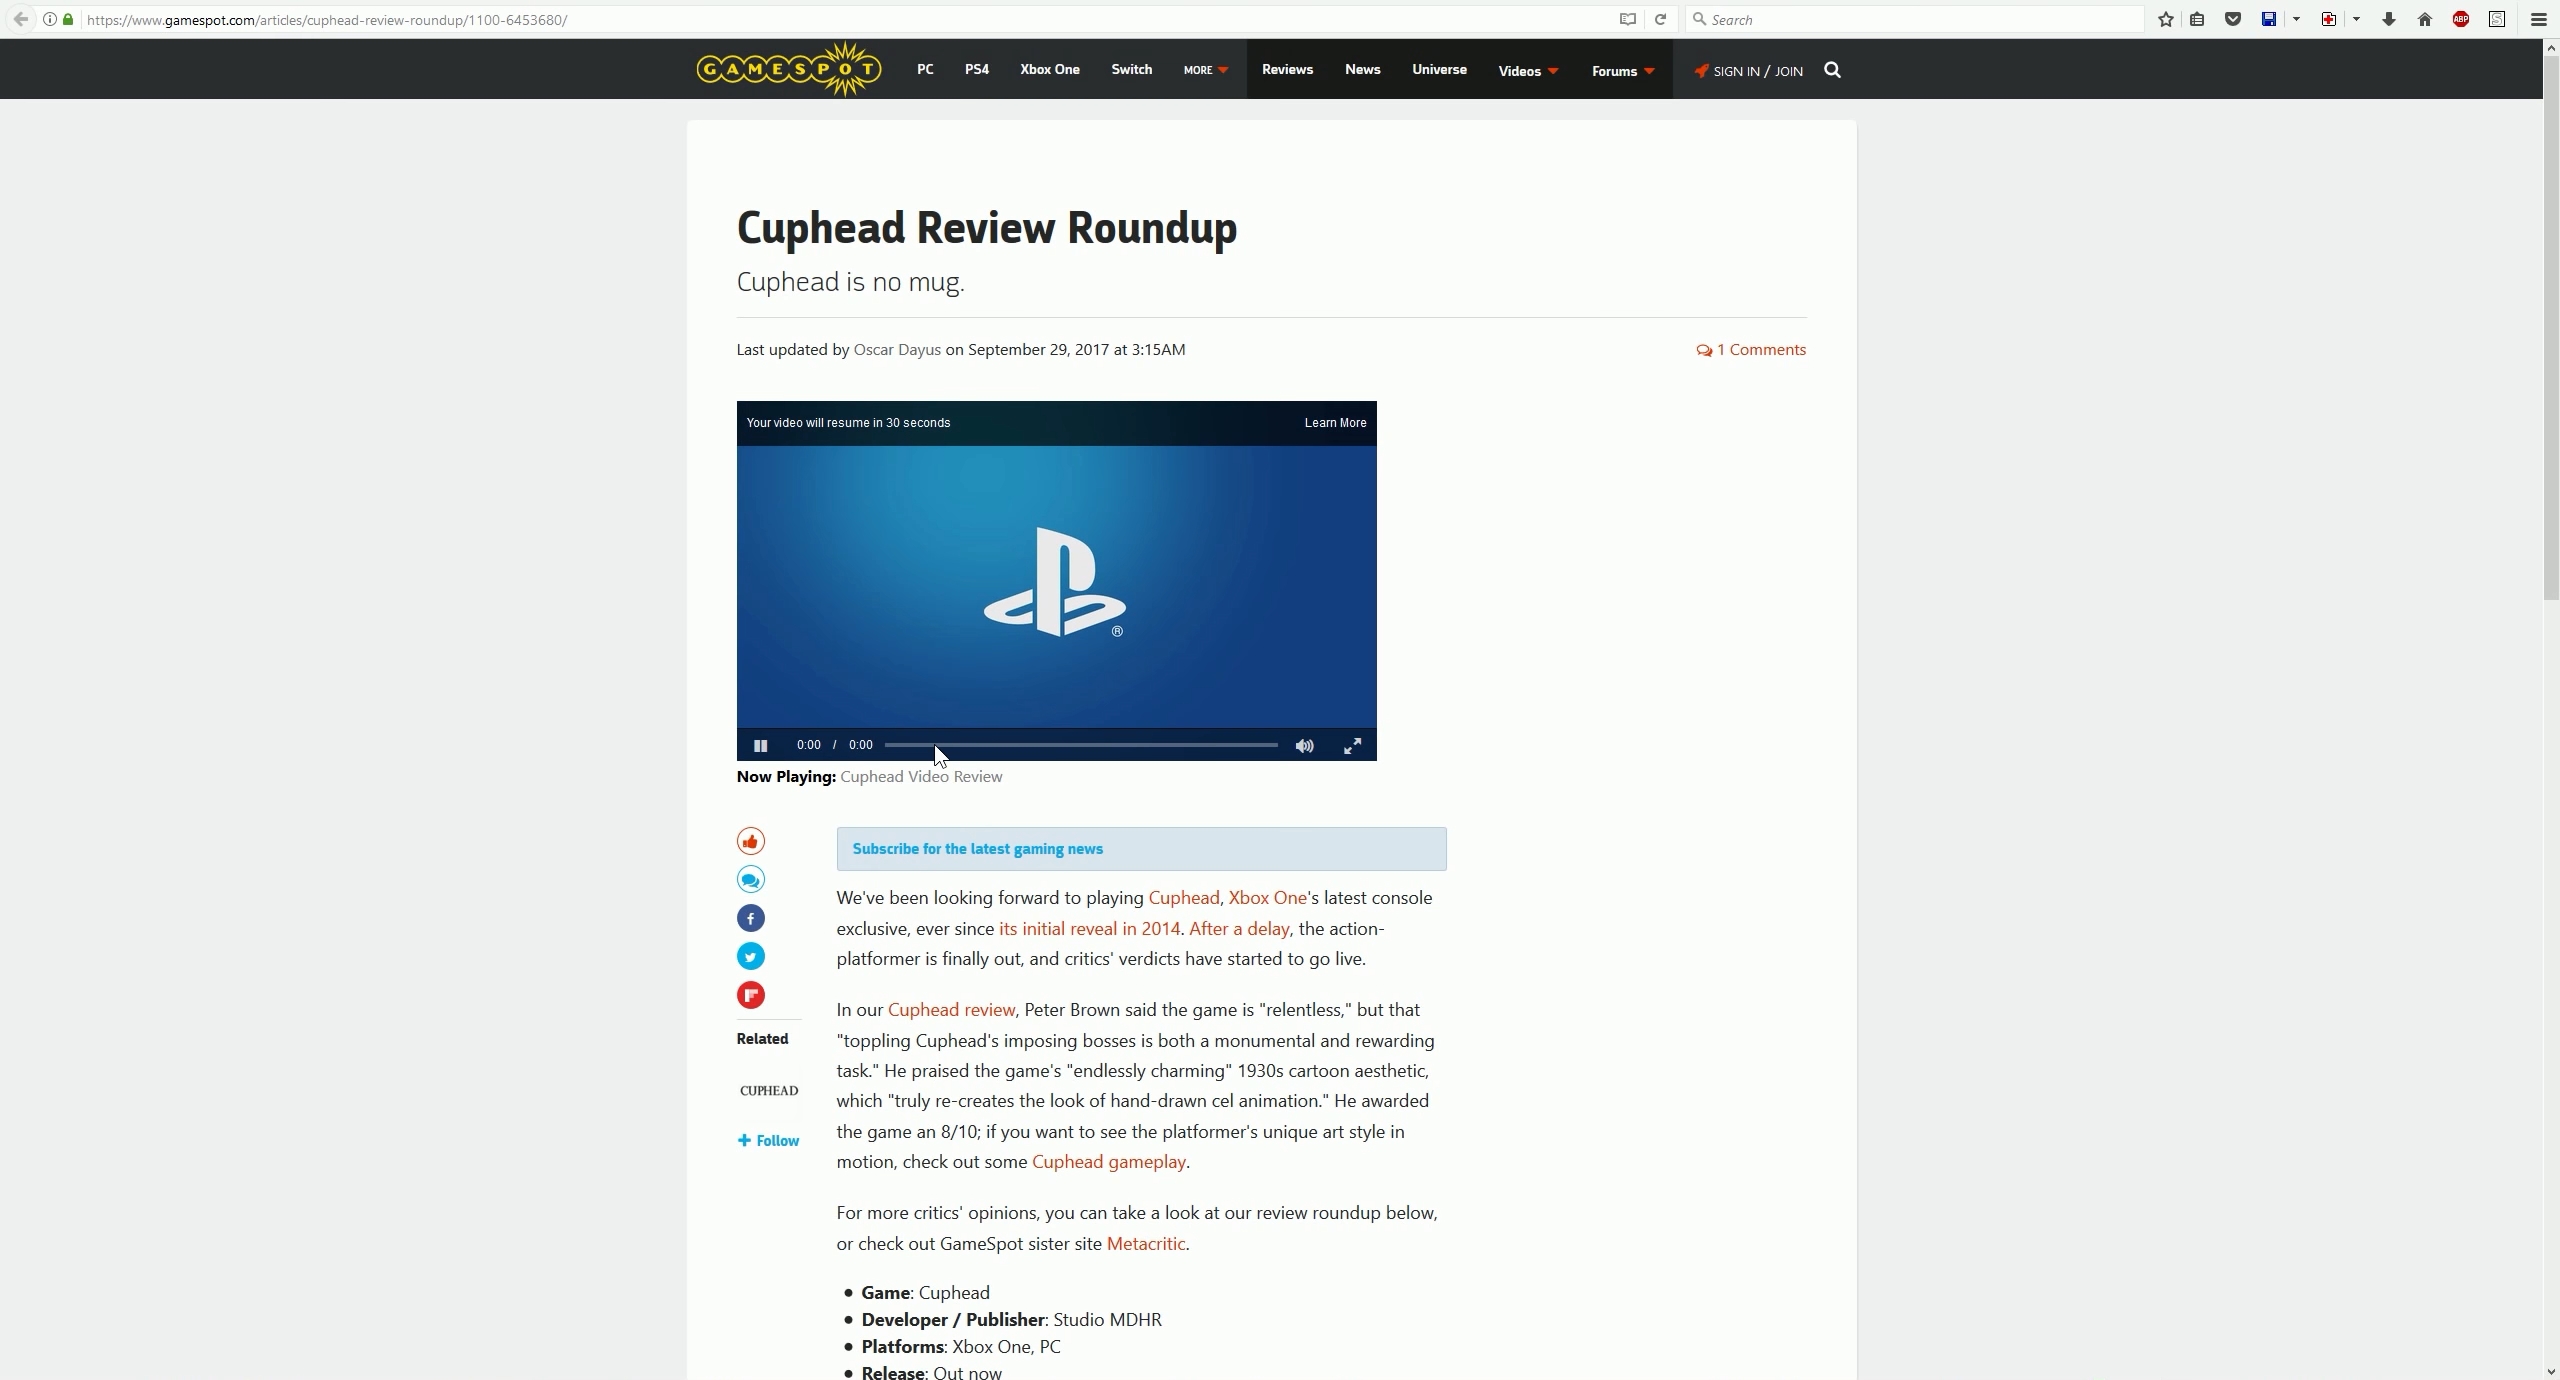 https://www.gamespot.com/articles/cuphead-review-roundup/1100-6453680/
Search
ABP
S
GAMESPOT
PC
PS4
Xbox One
Switch
MORE
Reviews
News
Universe
Videos
Forums
SIGN IN / JOIN
Cuphead Review Roundup
Cuphead is no mug.
Last updated by Oscar Dayus on September 29, 2017 at 3:15AM
1 Comments
Your video will resume in 30 seconds
Learn More
®
0:00 / 0:00
Now Playing: Cuphead Video Review
Subscribe for the latest gaming news
We've been looking forward to playing Cuphead, Xbox One's latest console
exclusive, ever since its initial reveal in 2014. After a delay, the action-
platformer is finally out, and critics' verdicts have started to go live.
In our Cuphead review, Peter Brown said the game is "relentless," but that
"toppling Cuphead's imposing bosses is both a monumental and rewarding
task." He praised the game's "endlessly charming" 1930s cartoon aesthetic,
which "truly re-creates the look of hand-drawn cel animation." He awarded
the game an 8/10; if you want to see the platformer's unique art style in
motion, check out some Cuphead gameplay.
For more critics' opinions, you can take a look at our review roundup below,
or check out GameSpot sister site Metacritic.
• Game: Cuphead
• Developer / Publisher: Studio MDHR
• Platforms: Xbox One, PC
• Release: Out now
Related
CUPHEAD
+ Follow